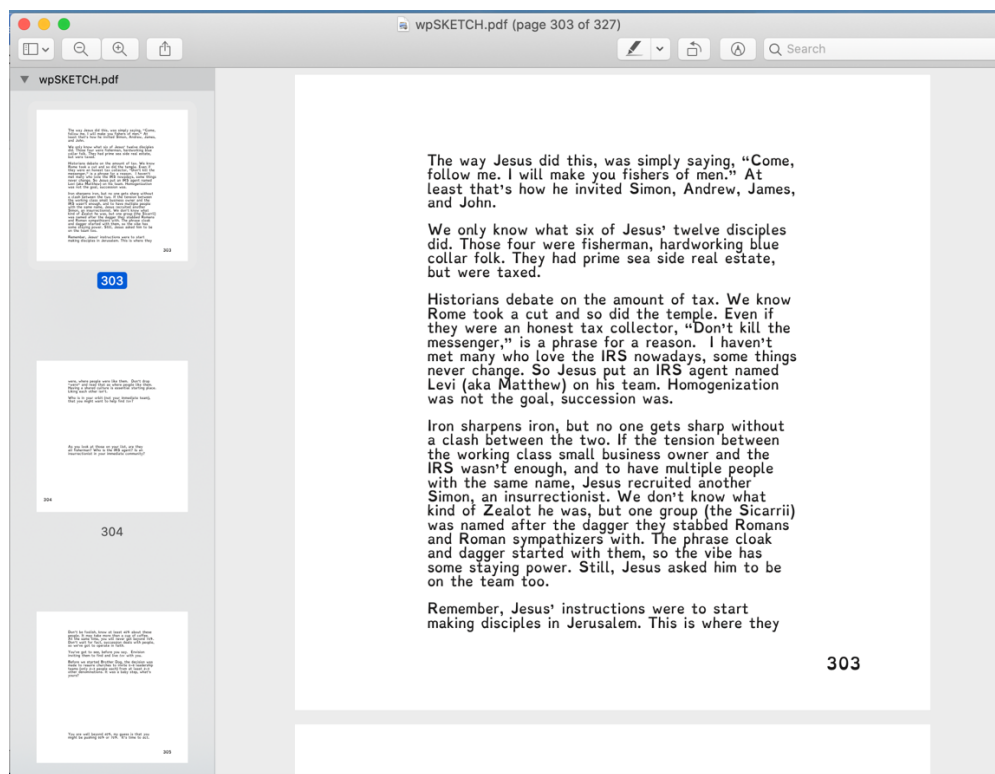 wpSKETCH.pdf (page 303 of 327)
Search
wpSKETCH.pdf
The way Jesus did this, was simply saying, "Come,
follow me. I will make you fishers of men." At
least that's how he invited Simon, Andrew, James,
and John.
We only know what six of Jesus' twelve disciples
did. Those four were fisherman, hardworking blue
collar folk. They had prime sea side real estate,
but were taxed.
Historians debate on the amount of tax. We know
Rome took a cut and so did the temple. Even if
they were an honest tax collector, "Don't kill the
messenger," is a phrase for a reason.  I haven't
met many who love the IRS nowadays, some things
never change. So Jesus put an IRS agent named
Levi (aka Matthew) on his team. Homogenization
was not the goal, succession was.
Iron sharpens iron, but no one gets sharp without
a clash between the two. If the tension between
the working class small business owner and the
IRS wasn't enough, and to have multiple people
with the same name, Jesus recruited another
Simon, an insurrectionist. We don't know what
kind of Zealot he was, but one group (the Sicarrii)
was named after the dagger they stabbed Romans
and Roman sympathizers with. The phrase cloak
and dagger started with them, so the vibe has
some staying power. Still, Jesus asked him to be
on the team too.
Remember, Jesus' instructions were to start
making disciples in Jerusalem. This is where they
303
303
304
304
305